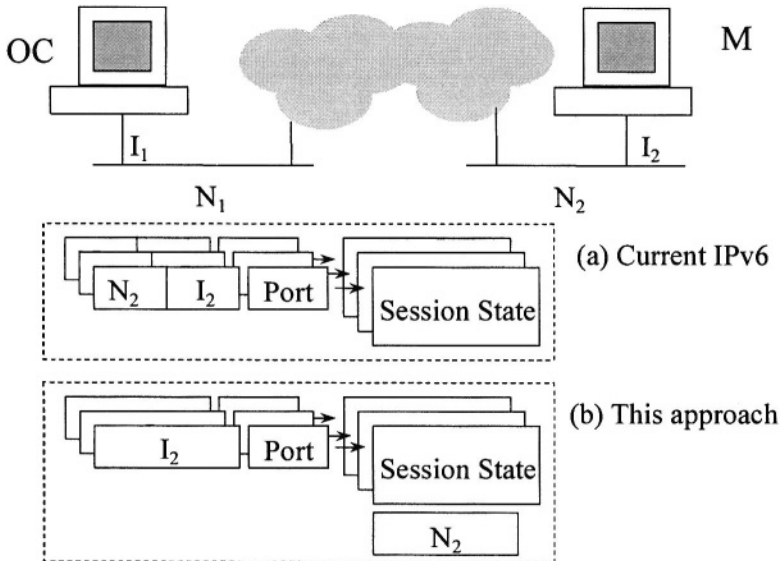 OC
M
I₁
I₂
N₁
N₂
(a) Current IPv6
N₂ I₂ Port
Session State
(b) This approach
I₂ Port
Session State
N₂